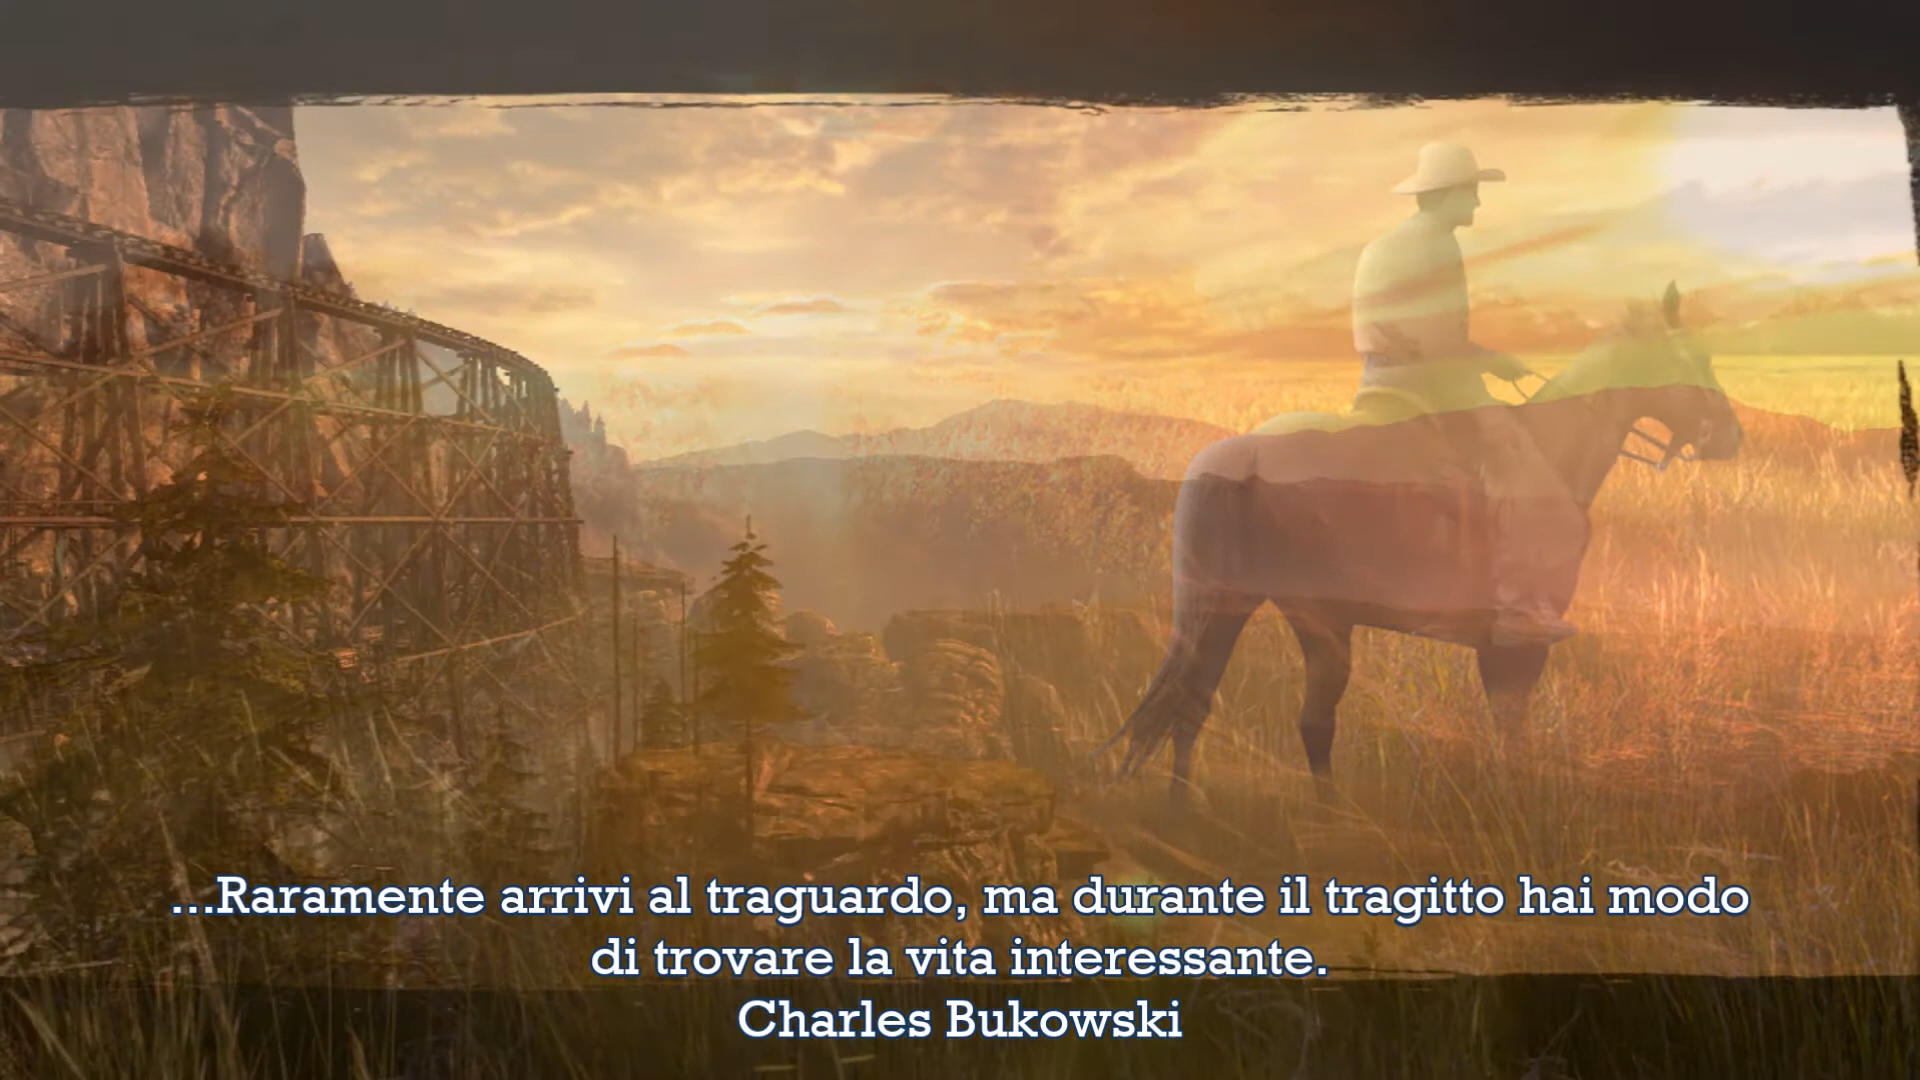 ...Raramente arrivi al traguardo, ma durante il tragitto hai modo
di trovare la vita interessante.
Charles Bukowski